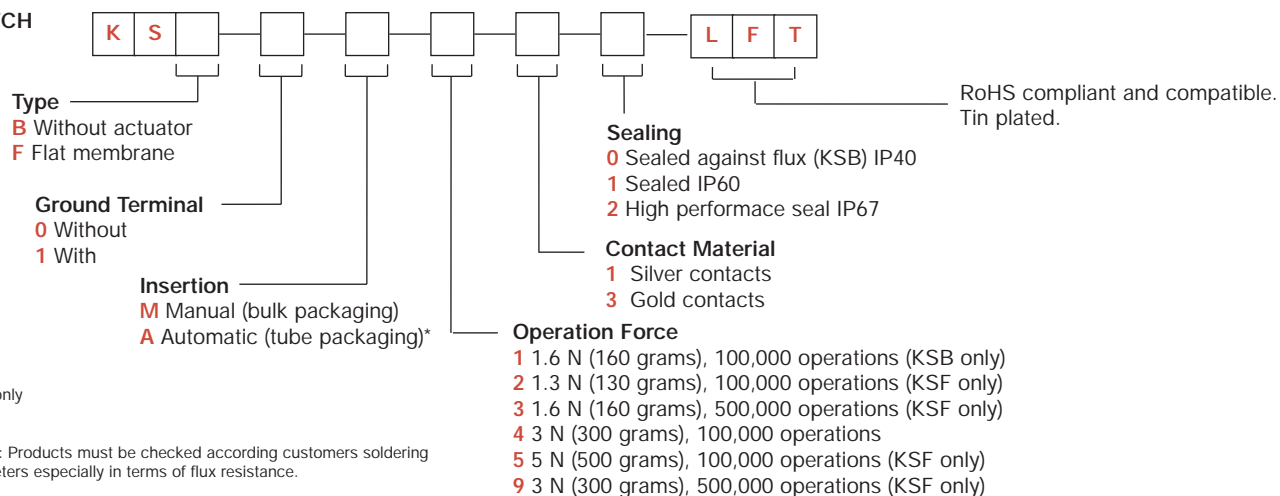 K S L F T
Type
B Without actuator
F Flat membrane
Ground Terminal
0 Without
1 With
Insertion
M Manual (bulk packaging)
A Automatic (tube packaging)*
Operation Force
1 1.6 N (160 grams), 100,000 operations (KSB only)
2 1.3 N (130 grams), 100,000 operations (KSF only)
3 1.6 N (160 grams), 500,000 operations (KSF only)
4 3 N (300 grams), 100,000 operations
5 5 N (500 grams), 100,000 operations (KSF only)
9 3 N (300 grams), 500,000 operations (KSF only)
Contact Material
1 Silver contacts
3 Gold contacts
Sealing
0 Sealed against flux (KSB) IP40
1 Sealed IP60
2 High performace seal IP67
RoHS compliant and compatible.
Tin plated.
only
: Products must be checked according customers soldering
especially in terms of flux resistance.